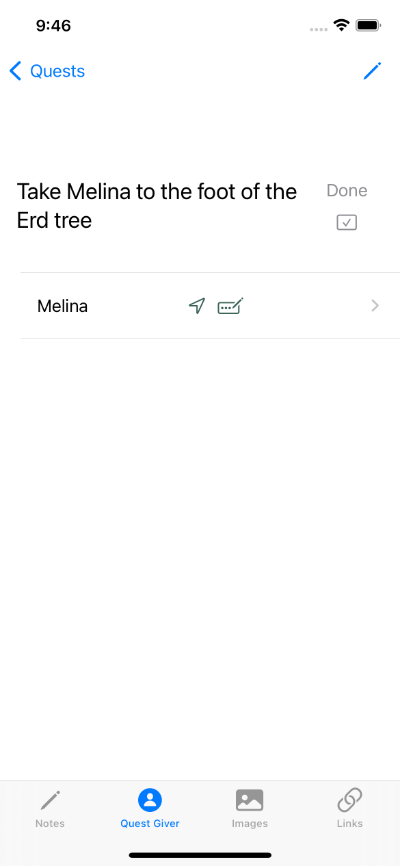 9:46
Quests
Take Melina to the foot of the
Erd tree
Done
Melina
Notes
Quest Giver
Images
Links